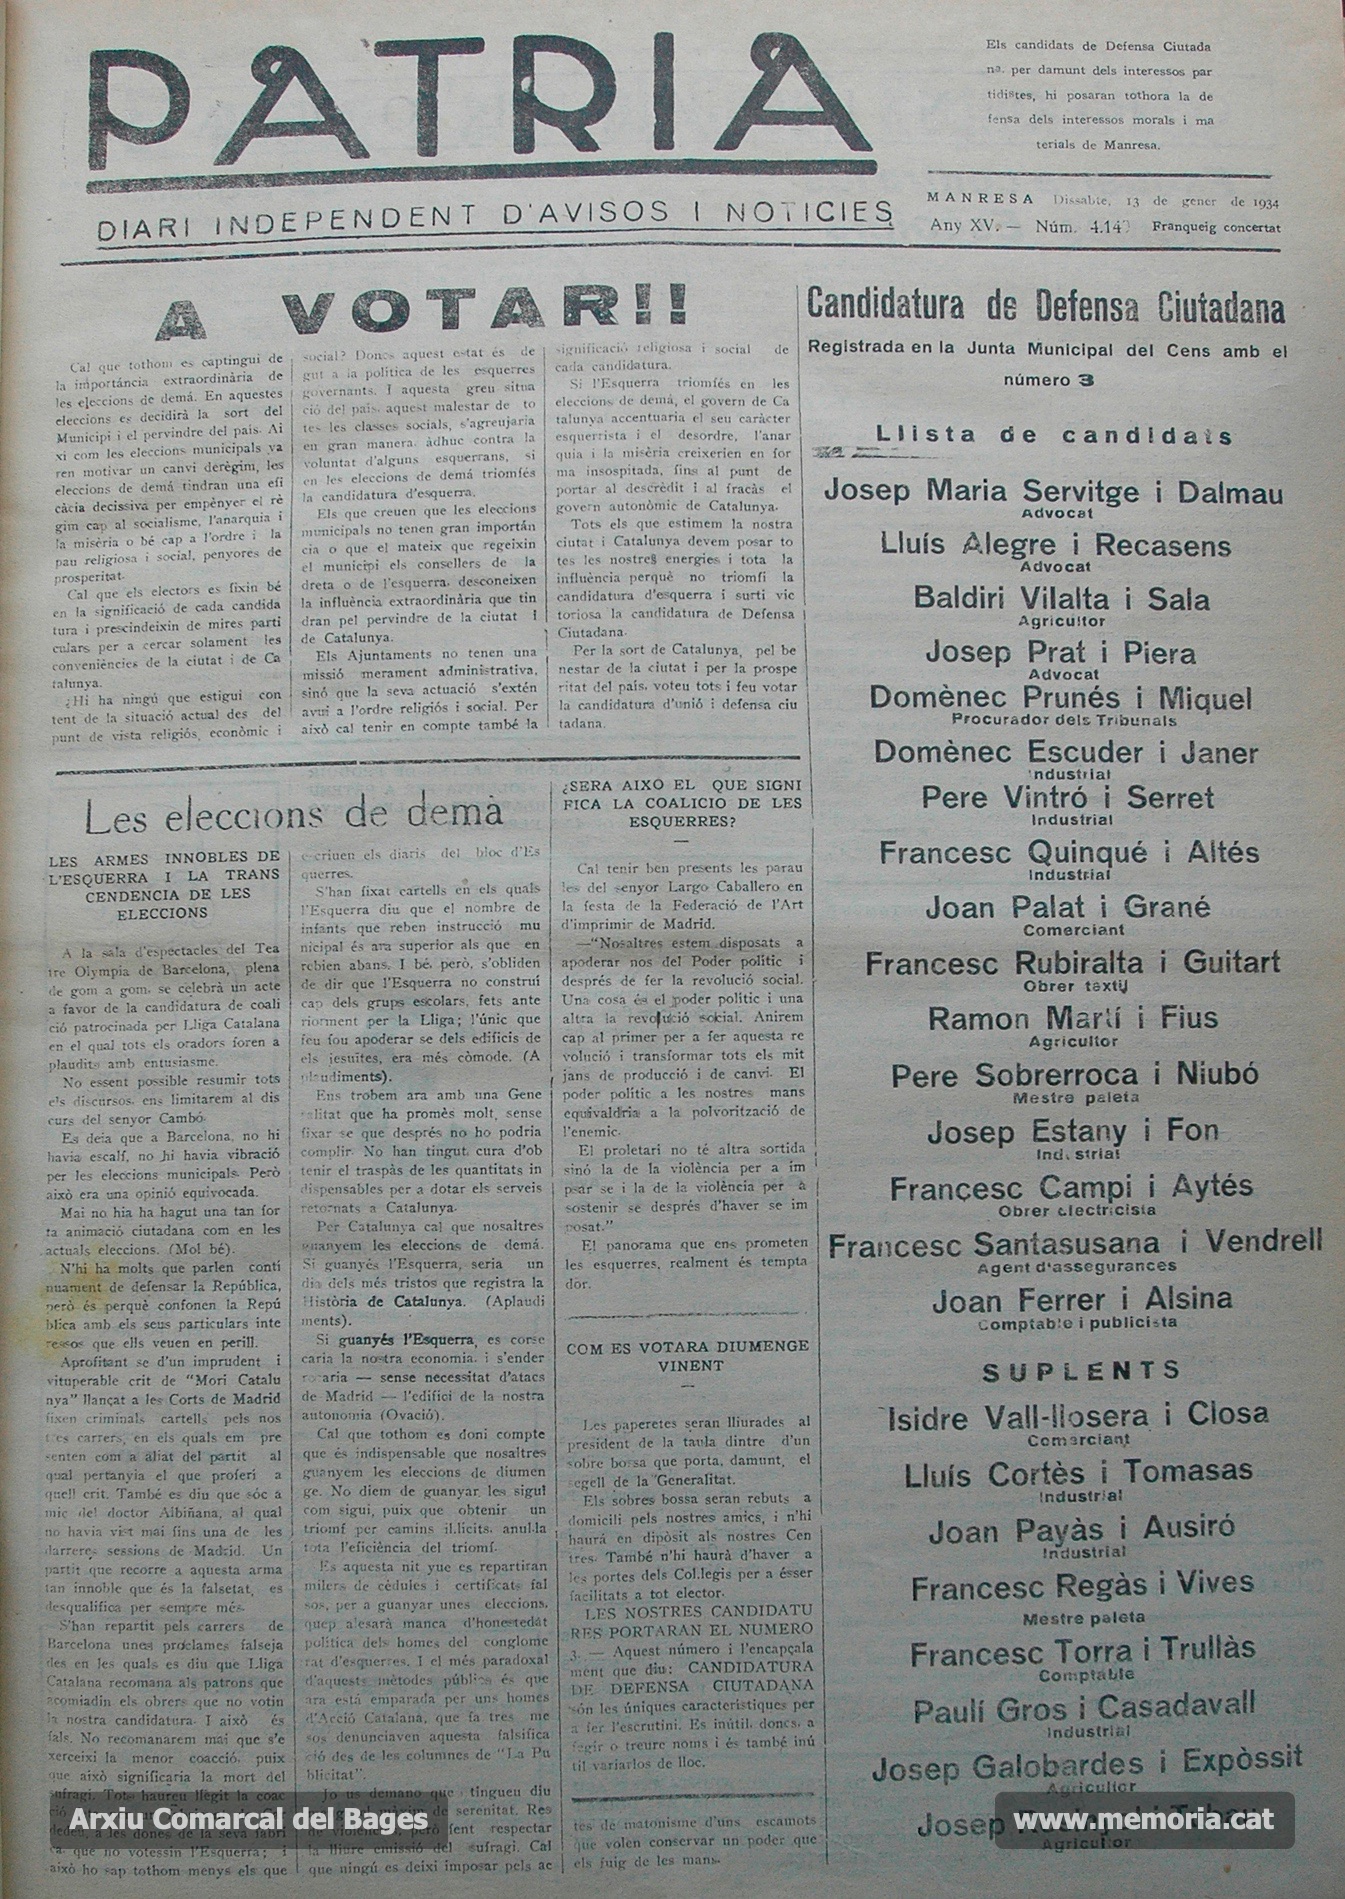 PATRIA
DIARI INDEPENDENT D'AVISOS I NOTICIES
Els candidats de Defensa Ciutada
na. per damunt dels interessos par
tidistes, hi posaran tothora la de
fensa dels interessos morals i ma
terials de Manresa.
MANRESA Dissabte, 13 de gener de 1934
Any XV. — Núm. 4.14 Franqueig concertat
A VOTAR!!
Cal que tothom es captingui de
la importáncia extraordinària de
les eleccions de demá. En aquestes
eleccions es decidirà la sort del
Municipi i el pervindre del país. Ai
xi com les eleccions municipals va
ren motivar un canvi derègim, les
eleccions de demá tindran una efi
càcia decissiva per empènyer el rè
gim cap al socialisme, l'anarquia i
la misèria o bé cap a l'ordre i la
pau religiosa i social, penyores de
prosperitat.
Cal que els electors es fixin bé
en la significació de cada candida
tura i prescindeixin de mires parti
culars per a cercar solament les
conveniències de la ciutat i de Ca
talunya.
¿Hi ha ningú que estigui con
tent de la situació actual des del
punt de vista religiós, econòmic i
social? Doncs aquest estat és de
gut a la política de les esquerres
governants. I aquesta greu situa
ció del país, aquest malestar de to
tes les classes socials, s'agreujaria
en gran manera, àdhuc contra la
voluntat d'alguns esquerrans, si
en les eleccions de demá triomfés
la candidatura d'esquerra.
Els que creuen que les eleccions
municipals no tenen gran importán
cia o que el mateix que regeixin
el municipi els consellers de la
dreta o de l'esquerra, desconeixen
la influència extraordinària que tin
dran pel pervindre de la ciutat i
de Catalunya.
Els Ajuntaments no tenen una
missió merament administrativa,
sinó que la seva actuació s'extén
avui a l'ordre religiós i social. Per
això cal tenir en compte també la
significació religiosa i social de
cada candidatura.
Si l'Esquerra triomfés en les
eleccions de demá, el govern de Ca
talunya accentuaria el seu caràcter
esquerrista i el desordre, l'anar
quia i la misèria creixerien en for
ma insospitada, fins al punt de
portar al descrèdit i al fracàs el
govern autonòmic de Catalunya.
Tots els que estimem la nostra
ciutat i Catalunya devem posar to
tes les nostres energies i tota la
influència perquè no triomfi la
candidatura d'esquerra i surti vic
toriosa la candidatura de Defensa
Ciutadana.
Per la sort de Catalunya, pel be
nestar de la ciutat i per la prospe
ritat del país, voteu tots i feu votar
la candidatura d'unió i defensa ciu
tadana.
Les eleccions de demà
LES ARMES INNOBLES DE
L'ESQUERRA I LA TRANS
CENDENCIA DE LES
ELECCIONS
A la sala d'espectacles del Tea
tre Olympia de Barcelona, plena
de gom a gom, se celebrà un acte
a favor de la candidatura de coali
ció patrocinada per Lliga Catalana
en el qual tots els oradors foren a
plaudits amb entusiasme.
No essent possible resumir tots
els discursos, ens limitarem al dis
curs del senyor Cambó.
Es deia que a Barcelona, no hi
havia escalf, no hi havia vibració
per les eleccions municipals. Però
això era una opinió equivocada.
Mai no hia ha hagut una tan for
ta animació ciutadana com en les
actuals eleccions. (Mol bé).
N'hi ha molts que parlen conti
nuament de defensar la República,
però és perquè confonen la Repú
blica amb els seus particulars inte
ressos que ells veuen en perill.
Aprofitant se d'un imprudent i
vituperable crit de "Mori Catalu
nya" llançat a les Corts de Madrid
fixen criminals cartells pels nos
tres carrers, en els quals em pre
senten com a aliat del partit al
qual pertanyia el que proferi a
quell crit. També es diu que sóc a
mic del doctor Albiñana, al qual
no havia vist mai fins una de les
darreres sessions de Madrid. Un
partit que recorre a aquesta arma
tan innoble que és la falsetat, es
desqualifica per sempre més.
S'han repartit pels carrers de
Barcelona unes proclames falseja
des en les quals es diu que Lliga
Catalana recomana als patrons que
acomiadin els obrers que no votin
la nostra candidatura. I això és
fals. No recomanarem mai que s'e
xerceixi la menor coacció, puix
que això significaria la mort del
sufragi. Tots haureu llegit la coac
dedeu, a les dones de la seva fabri
ca que no votessin l'Esquerra; i
això ho sap tothom menys els que
escriuen els diaris del bloc d'Es
querres.
S'han fixat cartells en els quals
l'Esquerra diu que el nombre de
infants que reben instrucció mu
nicipal és ara superior als que en
rebien abans. I bé, però, s'obliden
de dir que l'Esquerra no construí
cap dels grups escolars, fets ante
riorment per la Lliga; l'únic que
feu fou apoderar se dels edificis de
els jesuites, era més còmode. (A
plaudiments).
Ens trobem ara amb una Gene
ralitat que ha promès molt, sense
fixar se que després no ho podria
complir. No han tingut cura d'ob
tenir el traspàs de les quantitats in
dispensables per a dotar els serveis
retornats a Catalunya.
Per Catalunya cal que nosaltres
guanyem les eleccions de demá.
Si guanyés l'Esquerra, seria un
dia dels més tristos que registra la
Història de Catalunya. (Aplaudi
ments).
Si guanyés l'Esquerra, es corse
caria la nostra economia, i s'ender
rocaria — sense necessitat d'atacs
de Madrid — l'edifici de la nostra
autonomia (Ovació).
Cal que tothom es doni compte
que és indispensable que nosaltres
guanyem les eleccions de diumen
ge. No diem de guanyar les sigui
com sigui, puix que obtenir un
triomf per camins il.licits, anul.la
tota l'eficiència del triomf.
Es aquesta nit yue es repartiran
milers de cèdules i certificats fal
sos, per a guanyar unes eleccions,
quep a'lesarà manca d'honestedat
política dels homes del conglome
rat d'esquerres. I el més paradoxal
d'aquests mètodes públics és que
ara està emparada per uns homes
d'Acció Catalana, que fa tres me
sos denunciaven aquesta falsifica
ció des de les columnes de "La Pu
blicitat".
Jo us demano que tingueu diu
serenitat. Res
de violències, però fent respectar
la lliure emissió del sufragi. Cal
que ningú es deixi imposar pels ac
¿SERA AIXO EL QUE SIGNI
FICA LA COALICIO DE LES
ESQUERRES?
Cal tenir ben presents les parau
les del senyor Largo Caballero en
la festa de la Federació de l'Art
d'imprimir de Madrid.
—"Nosaltres estem disposats a
apoderar nos del Poder polític i
després de fer la revolució social.
Una cosa és el poder polític i una
altra la revolució social. Anirem
cap al primer per a fer aquesta re
volució i transformar tots els mit
jans de producció i de canvi. El
poder polític a les nostres mans
equivaldria a la polvorització de
l'enemic.
El proletari no té altra sortida
sinó la de la violència per a im
posar se i la de la violència per a
sostenir se després d'haver se im
posat."
El panorama que ens prometen
les esquerres, realment és tempta
dor.
COM ES VOTARA DIUMENGE
VINENT
Les paperetes seran lliurades al
president de la taula dintre d'un
sobre bossa que porta, damunt, el
segell de la Generalitat.
Els sobres bossa seran rebuts a
domicili pels nostres amics, i n'hi
haurà en dipòsit als nostres Cen
tres. També n'hi haurà d'haver a
les portes dels Col.legis per a ésser
facilitats a tot elector.
LES NOSTRES CANDIDATU
RES PORTARAN EL NUMERO
3. — Aquest número i l'encapçala
ment que diu: CANDIDATURA
DE DEFENSA CIUTADANA
són les úniques caracteristiques per
a fer l'escrutini. Es inútil, doncs, a
fegir o treure noms i és també inú
til variarlos de lloc.
tes de matonisme d'uns escamots
que volen conservar un poder que
els fuig de les mans.
Candidatura de Defensa Ciutadana
Registrada en la Junta Municipal del Cens amb el
número 3
Llista de candidats
Josep Maria Servitge i Dalmau
Advocat
Lluís Alegre i Recasens
Advocat
Baldiri Vilalta i Sala
Agricultor
Josep Prat i Piera
Advocat
Domènec Prunés i Miquel
Procurador dels Tribunals
Domènec Escuder i Janer
Industrial
Pere Vintró i Serret
Industrial
Francesc Quinqué i Altés
Industrial
Joan Palat i Grané
Comerciant
Francesc Rubiralta i Guitart
Obrer tèxtil
Ramon Martí i Fius
Agricultor
Pere Sobrerroca i Niubó
Mestre paleta
Josep Estany i Fon
Industrial
Francesc Campi i Aytés
Obrer electricista
Francesc Santasusana i Vendrell
Agent d'assegurances
Joan Ferrer i Alsina
Comptable i publicista
SUPLENTS
Isidre Vall-llosera i Closa
Comerciant
Lluís Cortès i Tomasas
Industrial
Joan Payàs i Ausiró
Industrial
Francesc Regàs i Vives
Mestre paleta
Francesc Torra i Trullàs
Comptable
Paulí Gros i Casadavall
Industrial
Josep Galobardes i Expòssit
Agricultor
Josep
Agricultor
Arxiu Comarcal del Bages
www.memoria.cat